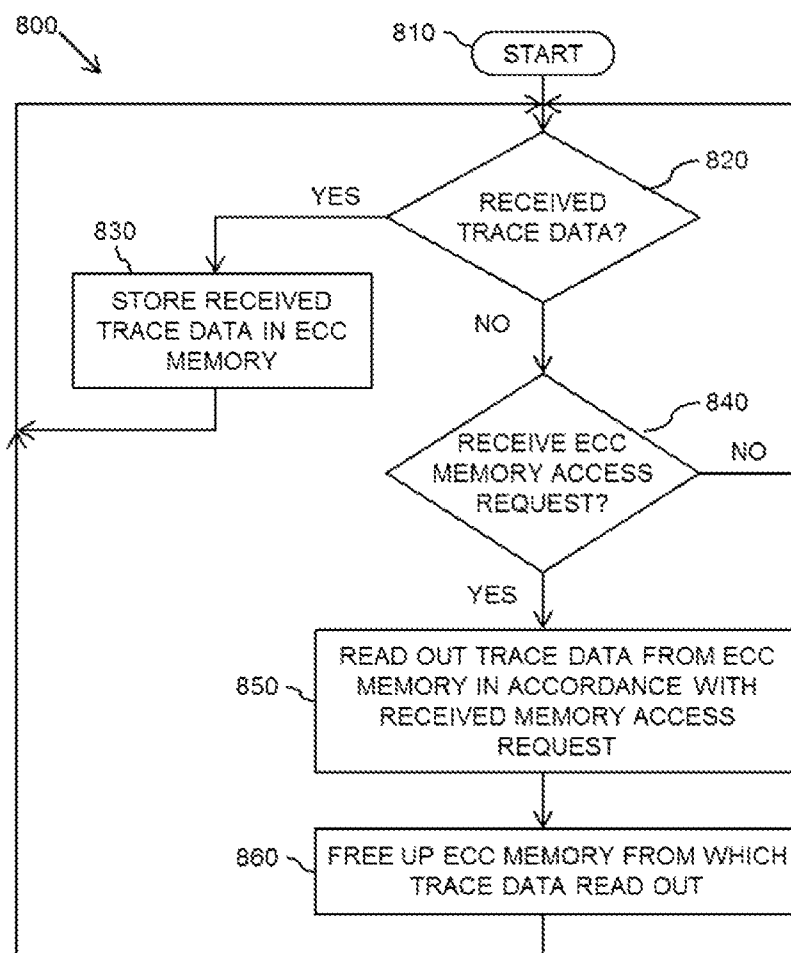 800
810
START
820
RECEIVED
TRACE DATA?
YES
830
STORE RECEIVED
TRACE DATA IN ECC
MEMORY
NO
840
RECEIVE ECC
MEMORY ACCESS
REQUEST?
NO
YES
850
READ OUT TRACE DATA FROM ECC
MEMORY IN ACCORDANCE WITH
RECEIVED MEMORY ACCESS
REQUEST
860
FREE UP ECC MEMORY FROM WHICH
TRACE DATA READ OUT